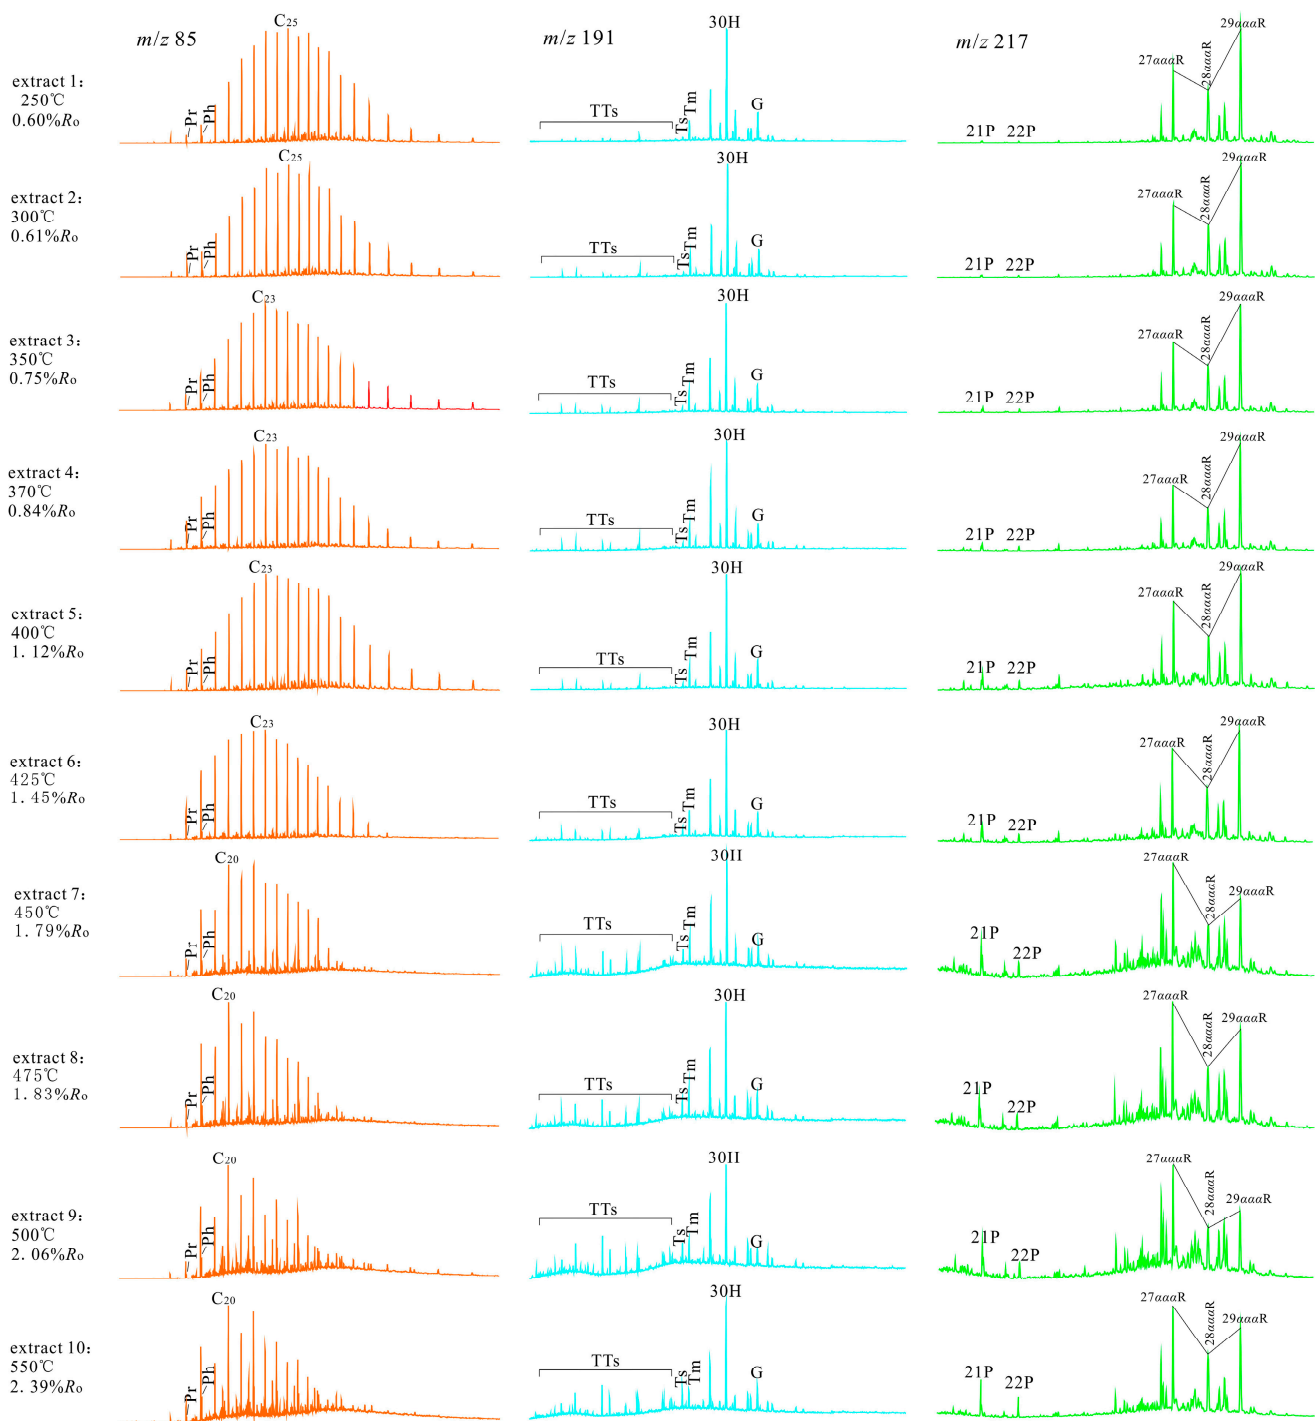 m/z 85
C25
Pr
Ph
m/z 191
30H
TTs
Ts
Tm
G
m/z 217
27αααR
28αααR
29αααR
21P 22P
extract 1:
250℃
0.60%Ro
C25
Pr
Ph
30H
TTs
Ts
Tm
G
27αααR
28αααR
29αααR
21P 22P
extract 2:
300℃
0.61%Ro
C23
Pr
Ph
30H
TTs
Ts
Tm
G
27αααR
28αααR
29αααR
21P 22P
extract 3:
350℃
0.75%Ro
C23
Pr
Ph
30H
TTs
Ts
Tm
G
27αααR
28αααR
29αααR
21P 22P
extract 4:
370℃
0.84%Ro
C23
Pr
Ph
30H
TTs
Ts
Tm
G
27αααR
28αααR
29αααR
21P 22P
cxtract 5:
400℃
1.12%Ro
C23
Pr
Ph
30H
TTs
Ts
Tm
G
27αααR
28αααR
29αααR
21P 22P
extract 6:
425℃
1.45%Ro
C20
Pr
Ph
30II
TTs
Ts
Tm
G
27αααR
28αααR
29αααR
21P 22P
extract 7:
450℃
1.79%Ro
C20
Pr
Ph
30H
TTs
Ts
Tm
G
27αααR
28αααR
29αααR
21P 22P
extract 8:
475℃
1.83%Ro
C20
Pr
Ph
30II
TTs
Ts
Tm
G
27αααR
28αααR
29αααR
21P 22P
extract 9:
500℃
2.06%Ro
C20
Pr
Ph
30H
TTs
Ts
Tm
G
27αααR
28αααR
29αααR
21P 22P
extract 10:
550℃
2.39%Ro